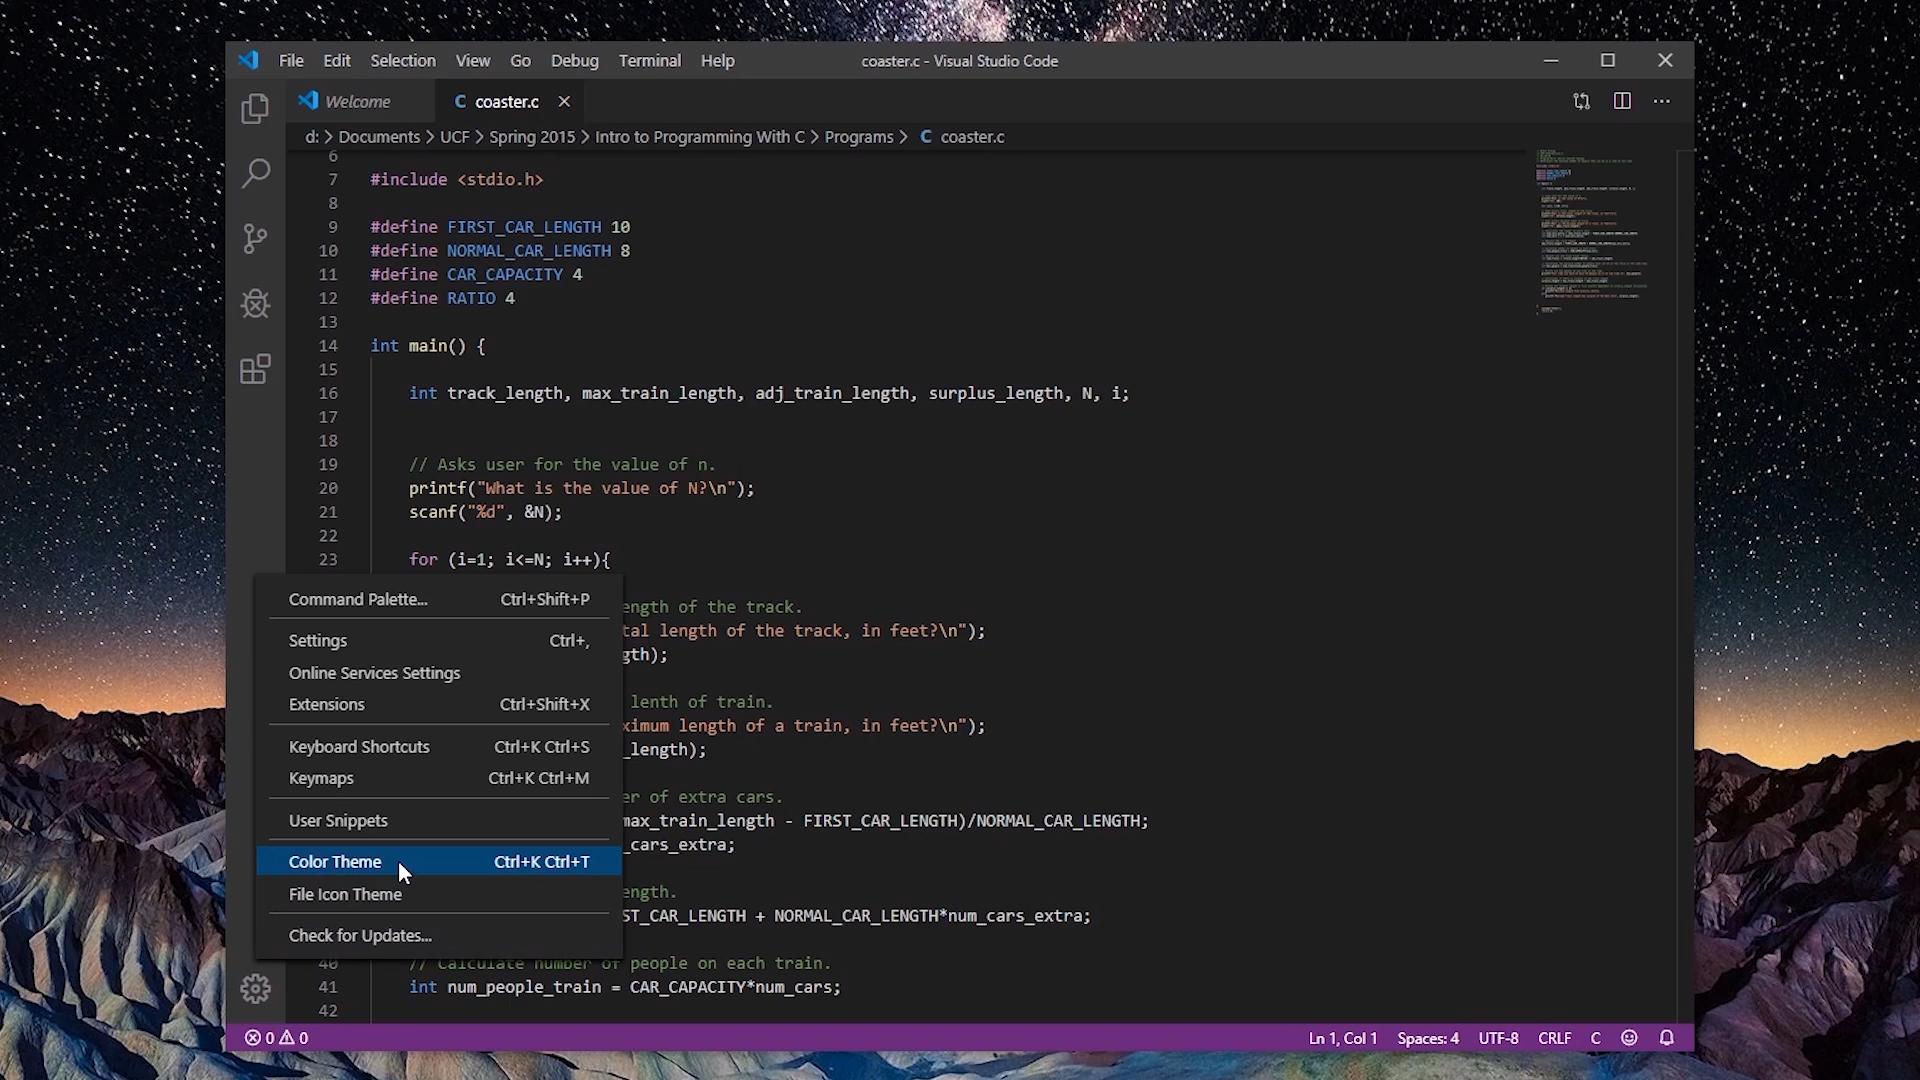 File Edit Selection View Go Debug Terminal Help coaster.c - Visual Studio Code
Welcome C coaster.c
d: > Documents > UCF > Spring 2015 > Intro to Programming With C > Programs > C coaster.c
6
7 #include <stdio.h>
8
9 #define FIRST_CAR_LENGTH 10
10 #define NORMAL_CAR_LENGTH 8
11 #define CAR_CAPACITY 4
12 #define RATIO 4
13
14 int main() {
15
16 int track_length, max_train_length, adj_train_length, surplus_length, N, i;
17
18
19 // Asks user for the value of n.
20 printf("What is the value of N?\n");
21 scanf("%d", &N);
22
23 for (i=1; i<=N; i++){
Command Palette... Ctrl+Shift+P
ength of the track.
tal length of the track, in feet?\n");
Settings Ctrl+,
gth);
Online Services Settings
Extensions Ctrl+Shift+X
lenth of train.
ximum length of a train, in feet?\n");
Keyboard Shortcuts Ctrl+K Ctrl+S
_length);
Keymaps Ctrl+K Ctrl+M
er of extra cars.
User Snippets
max_train_length - FIRST_CAR_LENGTH)/NORMAL_CAR_LENGTH;
_cars_extra;
Color Theme Ctrl+K Ctrl+T
File Icon Theme
ength.
ST_CAR_LENGTH + NORMAL_CAR_LENGTH*num_cars_extra;
Check for Updates...
40 // Calculate number of people on each train.
41 int num_people_train = CAR_CAPACITY*num_cars;
42
0 0 Ln 1, Col 1 Spaces: 4 UTF-8 CRLF C